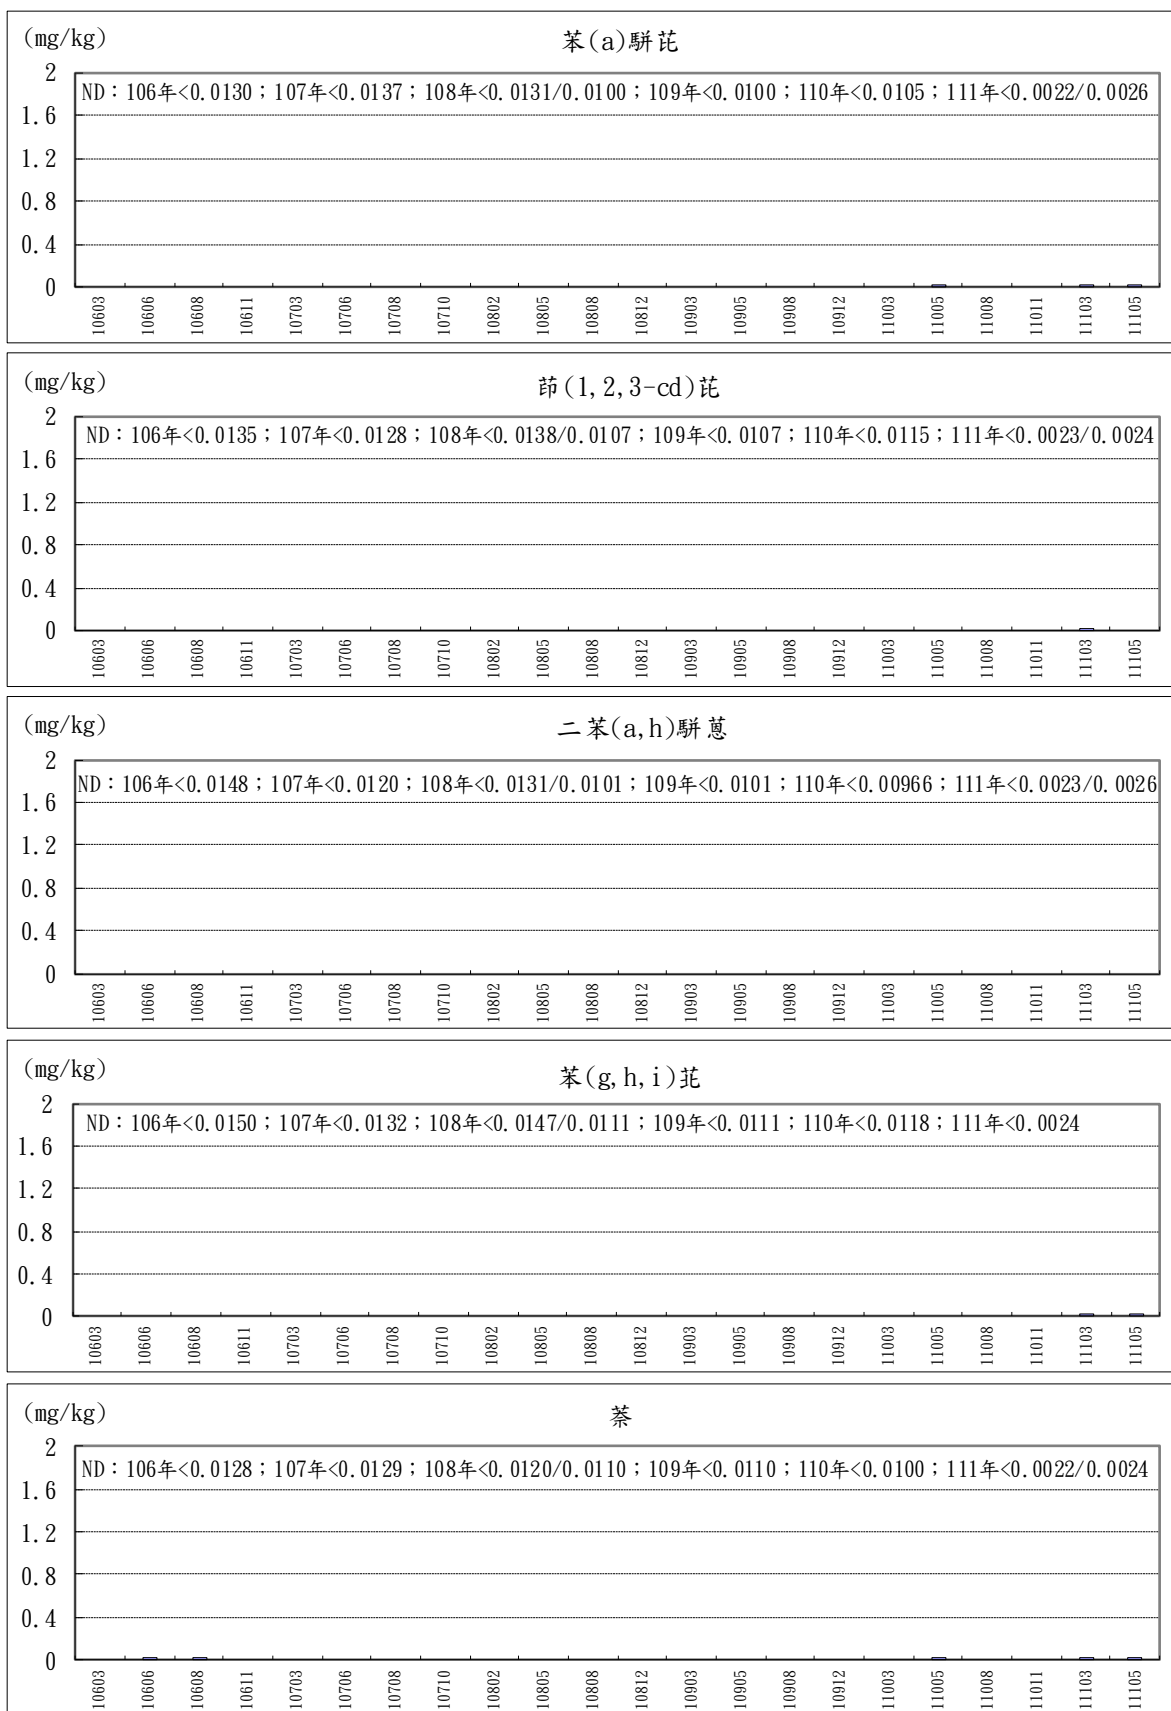 (mg/kg)
苯(a)駢芘
2
ND：106年<0.0130；107年<0.0137；108年<0.0131/0.0100；109年<0.0100；110年<0.0105；111年<0.0022/0.0026
1.6
1.2
0.8
0.4
0
10603 10606 10608 10611 10703 10706 10708 10710 10802 10805 10808 10812 10903 10905 10908 10912 11003 11005 11008 11011 11103 11105
(mg/kg)
茚(1,2,3-cd)芘
2
ND：106年<0.0135；107年<0.0128；108年<0.0138/0.0107；109年<0.0107；110年<0.0115；111年<0.0023/0.0024
1.6
1.2
0.8
0.4
0
10603 10606 10608 10611 10703 10706 10708 10710 10802 10805 10808 10812 10903 10905 10908 10912 11003 11005 11008 11011 11103 11105
(mg/kg)
二苯(a,h)駢蒽
2
ND：106年<0.0148；107年<0.0120；108年<0.0131/0.0101；109年<0.0101；110年<0.00966；111年<0.0023/0.0026
1.6
1.2
0.8
0.4
0
10603 10606 10608 10611 10703 10706 10708 10710 10802 10805 10808 10812 10903 10905 10908 10912 11003 11005 11008 11011 11103 11105
(mg/kg)
苯(g,h,i)苝
2
ND：106年<0.0150；107年<0.0132；108年<0.0147/0.0111；109年<0.0111；110年<0.0118；111年<0.0024
1.6
1.2
0.8
0.4
0
10603 10606 10608 10611 10703 10706 10708 10710 10802 10805 10808 10812 10903 10905 10908 10912 11003 11005 11008 11011 11103 11105
(mg/kg)
萘
2
ND：106年<0.0128；107年<0.0129；108年<0.0120/0.0110；109年<0.0110；110年<0.0100；111年<0.0022/0.0024
1.6
1.2
0.8
0.4
0
10603 10606 10608 10611 10703 10706 10708 10710 10802 10805 10808 10812 10903 10905 10908 10912 11003 11005 11008 11011 11103 11105